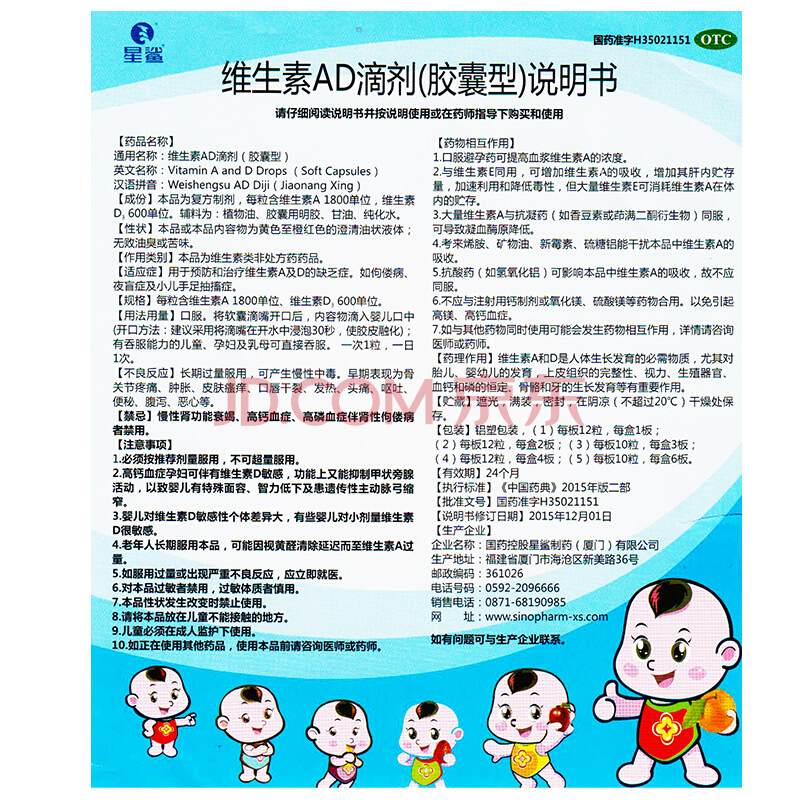 星鲨
国药准字H35021151
OTC
维生素AD滴剂(胶囊型)说明书
请仔细阅读说明书并按说明使用或在药师指导下购买和使用
【药品名称】
通用名称：维生素AD滴剂（胶囊型）
英文名称：Vitamin A and D Drops （Soft Capsules）
汉语拼音：Weishengsu AD Diji（Jiaonang Xing）
【成份】本品为复方制剂，每粒含维生素A 1800单位，维生素
D₃ 600单位。辅料为：植物油、胶囊用明胶、甘油、纯化水。
【性状】本品或本品内容物为黄色至橙红色的澄清油状液体；
无败油臭或苦味。
【作用类别】本品为维生素类非处方药药品。
【适应症】用于预防和治疗维生素A及D的缺乏症。如佝偻病、
夜盲症及小儿手足抽搐症。
【规格】每粒含维生素A 1800单位、维生素D₃ 600单位。
【用法用量】口服。将软囊滴嘴开口后，内容物滴入婴儿口中
(开口方法：建议采用将滴嘴在开水中浸泡30秒，使胶皮融化)；
有吞服能力的儿童、孕妇及乳母可直接吞服。 一次1粒，一日
1次。
【不良反应】长期过量服用，可产生慢性中毒。早期表现为骨
关节疼痛、肿胀、皮肤瘙痒、口唇干裂、发热、头痛、呕吐、
便秘、腹泻、恶心等。
【禁忌】慢性肾功能衰竭、高钙血症、高磷血症伴肾性佝偻病
者禁用。
【注意事项】
1.必须按推荐剂量服用，不可超量服用。
2.高钙血症孕妇可伴有维生素D敏感，功能上又能抑制甲状旁腺
活动，以致婴儿有特殊面容、智力低下及患遗传性主动脉弓缩
窄。
3.婴儿对维生素D敏感性个体差异大，有些婴儿对小剂量维生素
D很敏感。
4.老年人长期服用本品，可能因视黄醛清除延迟而至维生素A过
量。
5.如服用过量或出现严重不良反应，应立即就医。
6.对本品过敏者禁用，过敏体质者慎用。
7.本品性状发生改变时禁止使用。
8.请将本品放在儿童不能接触的地方。
9.儿童必须在成人监护下使用。
10.如正在使用其他药品，使用本品前请咨询医师或药师。
【药物相互作用】
1.口服避孕药可提高血浆维生素A的浓度。
2.与维生素E同用，可增加维生素A的吸收，增加其肝内贮存
量，加速利用和降低毒性，但大量维生素E可消耗维生素A在体
内的贮存。
3.大量维生素A与抗凝药（如香豆素或茚满二酮衍生物）同服，
可导致凝血酶原降低。
4.考来烯胺、矿物油、新霉素、硫糖铝能干扰本品中维生素A的
吸收。
5.抗酸药（如氢氧化铝）可影响本品中维生素A的吸收，故不应
同服。
6.不应与注射用钙制剂或氧化镁、硫酸镁等药物合用。以免引起
高镁、高钙血症。
7.如与其他药物同时使用可能会发生药物相互作用，详情请咨询
医师或药师。
【药理作用】维生素A和D是人体生长发育的必需物质，尤其对
胎儿、婴幼儿的发育，上皮组织的完整性、视力、生殖器官、
血钙和磷的恒定、骨骼和牙的生长发育等有重要作用。
【贮藏】遮光，满装，密封，在阴凉（不超过20℃）干燥处保
存。
【包装】铝塑包装，（1）每板12粒，每盒1板；
（2）每板12粒，每盒2板；（3）每板10粒，每盒3板；
（4）每板12粒，每盒4板；（5）每板10粒，每盒6板。
【有效期】24个月
【执行标准】《中国药典》2015年版二部
【批准文号】国药准字H35021151
【说明书修订日期】2015年12月01日
【生产企业】
企业名称：国药控股星鲨制药（厦门）有限公司
生产地址：福建省厦门市海沧区新美路36号
邮政编码：361026
电话号码：0592-2096666
销售电话：0871-68190985
网 址：www.sinopharm-xs.com
如有问题可与生产企业联系。
JD.COM 京东